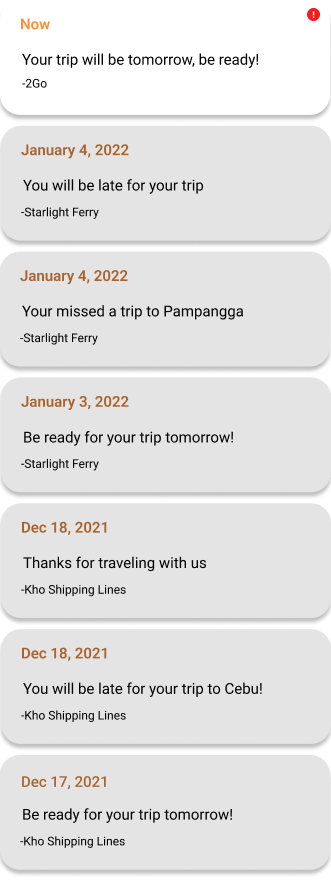 Now
Your trip will be tomorrow, be ready!
-2Go
January 4, 2022
You will be late for your trip
-Starlight Ferry
January 4, 2022
Your missed a trip to Pampangga
-Starlight Ferry
January 3, 2022
Be ready for your trip tomorrow!
-Starlight Ferry
Dec 18, 2021
Thanks for traveling with us
-Kho Shipping Lines
Dec 18, 2021
You will be late for your trip to Cebu!
-Kho Shipping Lines
Dec 17, 2021
Be ready for your trip tomorrow!
-Kho Shipping Lines